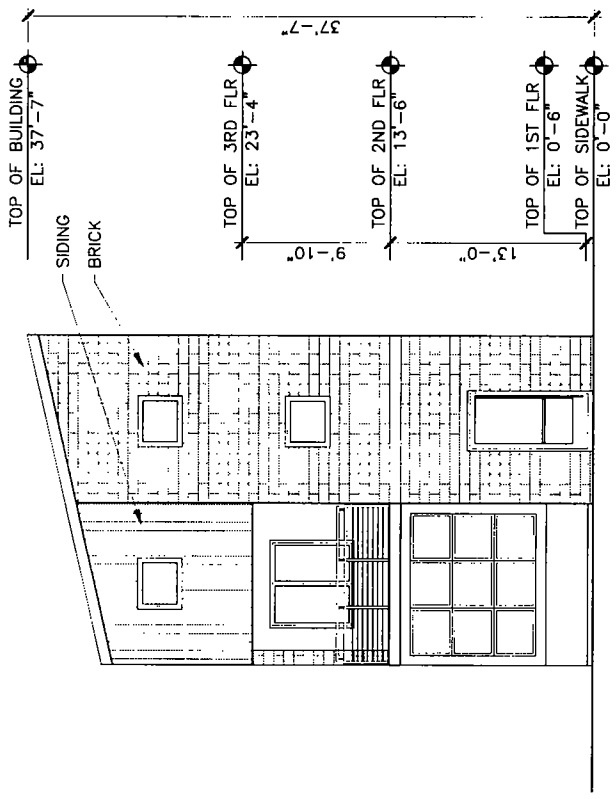 TOP OF BUILDING
EL: 37'-7"
37'-7"
SIDING
BRICK
TOP OF 3RD FLR
EL: 23'-4"
9'-10"
TOP OF 2ND FLR
EL: 13'-6"
13'-0"
TOP OF 1ST FLR
EL: 0'-6"
TOP OF SIDEWALK
EL: 0'-0"